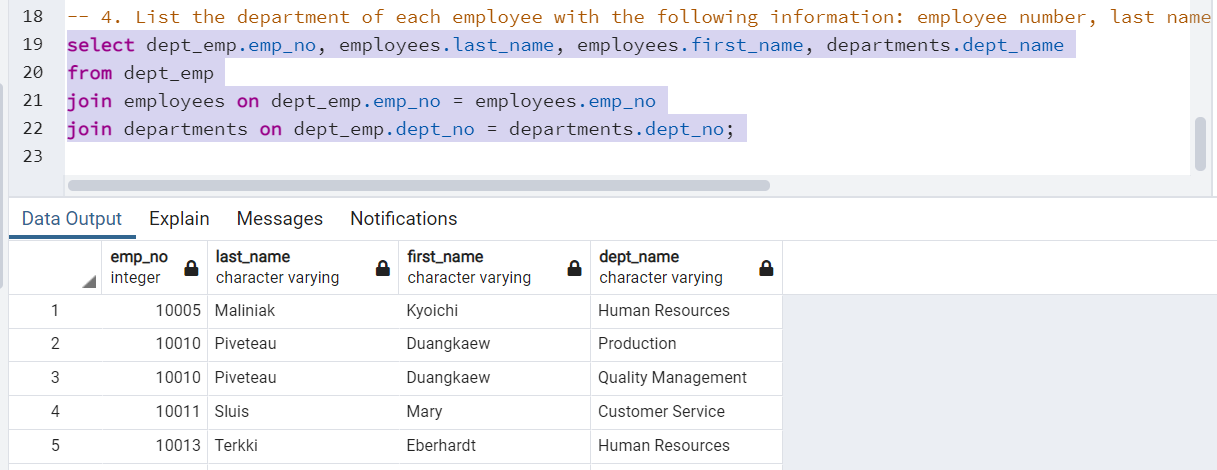 18 -- 4. List the department of each employee with the following information: employee number, last name
19 select dept_emp.emp_no, employees.last_name, employees.first_name, departments.dept_name
20 from dept_emp
21 join employees on dept_emp.emp_no = employees.emp_no
22 join departments on dept_emp.dept_no = departments.dept_no;
23
Data Output Explain Messages Notifications
emp_no last_name first_name dept_name
integer character varying character varying character varying
1 10005 Maliniak Kyoichi Human Resources
2 10010 Piveteau Duangkaew Production
3 10010 Piveteau Duangkaew Quality Management
4 10011 Sluis Mary Customer Service
5 10013 Terkki Eberhardt Human Resources